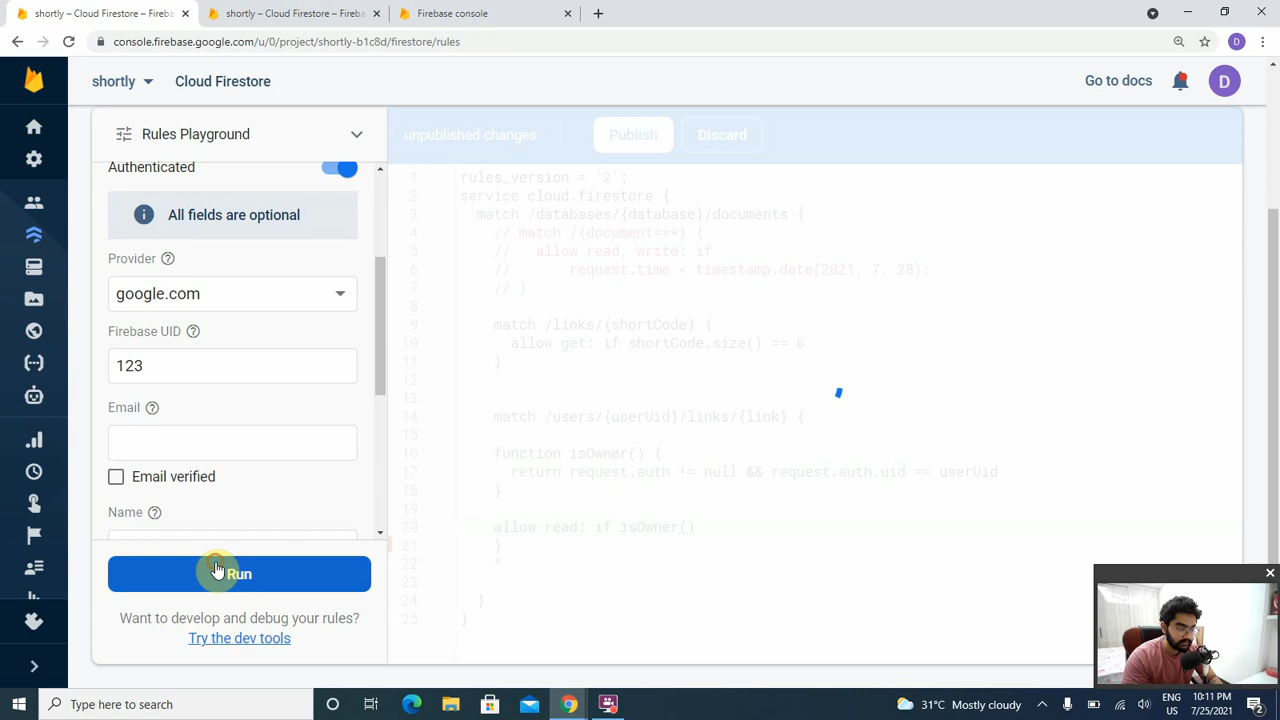 shortly – Cloud Firestore – Fireb
shortly – Cloud Firestore – Fireb
Firebase console
console.firebase.google.com/u/0/project/shortly-b1c8d/firestore/rules
D
shortly
Cloud Firestore
Go to docs
D
Rules Playground
unpublished changes
Publish
Discard
Authenticated
All fields are optional
Provider
google.com
Firebase UID
123
Email
Email verified
Name
Run
Want to develop and debug your rules?
Try the dev tools
1 rules_version = '2';
2 service cloud.firestore {
3 match /databases/{database}/documents {
4 // match /{document=**} {
5 // allow read, write: if
6 // request.time < timestamp.date(2021, 7, 28);
7 // }
8
9 match /links/{shortCode} {
10 allow get: if shortCode.size() == 6
11 }
12
13
14 match /users/{userUid}/links/{link} {
15
16 function isOwner() {
17 return request.auth != null && request.auth.uid == userUid
18 }
19
20 allow read: if isOwner()
21 }
22
23
24 }
25 }
Type here to search
31°C Mostly cloudy
ENG
US
10:11 PM
7/25/2021
2